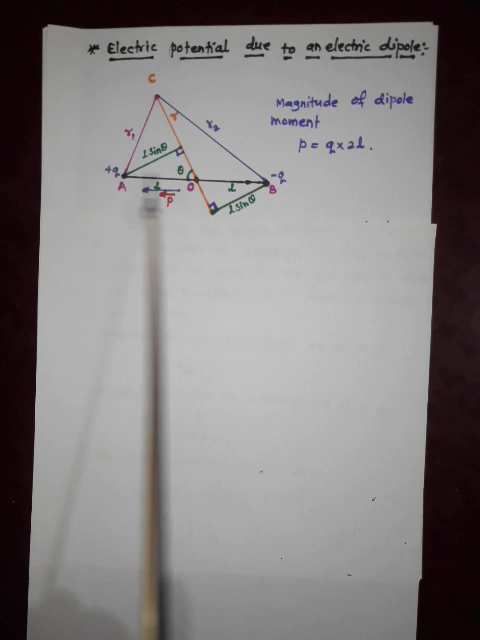 * Electric potential due to an electric dipole:-
C
Magnitude of dipole
moment
p = q × 2l.
r₁
r
r₂
l sinθ
+q
θ
-q
A
l
O
l
B
p
l sinθ